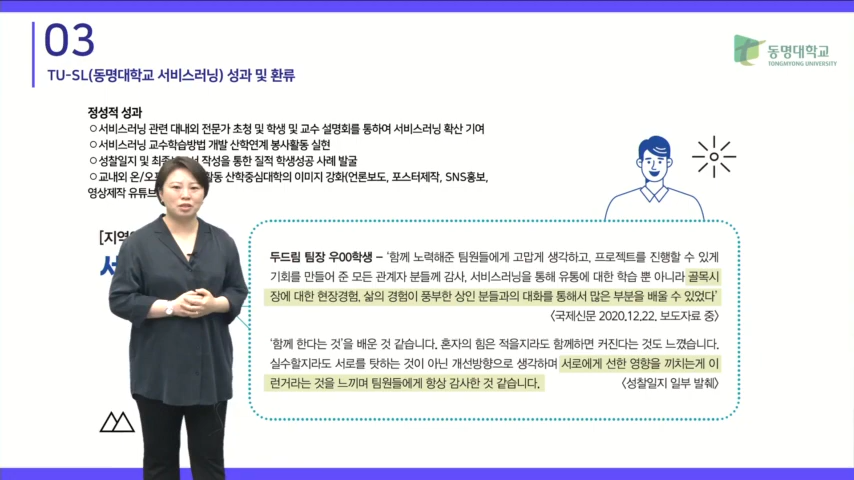 03
TU-SL(동명대학교 서비스러닝) 성과 및 환류
동명대학교
TONGMYONG UNIVERSITY
정성적 성과
○서비스러닝 관련 대내외 전문가 초청 및 학생 및 교수 설명회를 통하여 서비스러닝 확산 기여
○서비스러닝 교수학습방법 개발 산학연계 봉사활동 실현
○성찰일지 및 최종 작성을 통한 질적 학생성공 사례 발굴
○교내외 온/오 활동 산학중심대학의 이미지 강화(언론보도, 포스터제작, SNS홍보,
영상제작 유튜브
[지역
두드림 팀장 우00학생 – ‘함께 노력해준 팀원들에게 고맙게 생각하고, 프로젝트를 진행할 수 있게
기회를 만들어 준 모든 관계자 분들께 감사, 서비스러닝을 통해 유통에 대한 학습 뿐 아니라 골목시
장에 대한 현장경험, 삶의 경험이 풍부한 상인 분들과의 대화를 통해서 많은 부분을 배울 수 있었다’
<국제신문 2020.12.22. 보도자료 중>
‘함께 한다는 것’을 배운 것 같습니다. 혼자의 힘은 적을지라도 함께하면 커진다는 것도 느꼈습니다.
실수할지라도 서로를 탓하는 것이 아닌 개선방향으로 생각하며 서로에게 선한 영향을 끼치는게 이
런거라는 것을 느끼며 팀원들에게 항상 감사한 것 같습니다.
<성찰일지 일부 발췌>